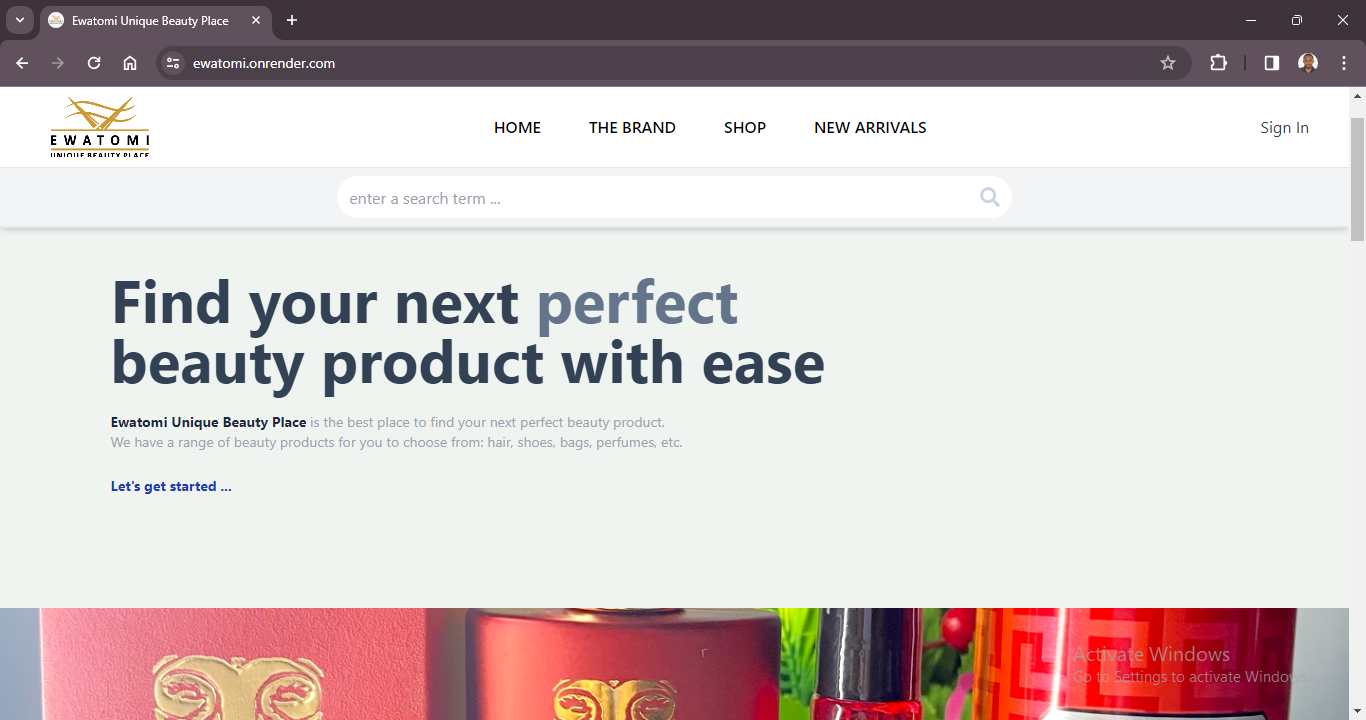 Ewatomi Unique Beauty Place
ewatomi.onrender.com
EWATOMI
UNIQUE BEAUTY PLACE
HOME THE BRAND SHOP NEW ARRIVALS Sign In
enter a search term ...
Find your next perfect
beauty product with ease
Ewatomi Unique Beauty Place is the best place to find your next perfect beauty product.
We have a range of beauty products for you to choose from: hair, shoes, bags, perfumes, etc.
Let's get started ...
Activate Windows
Go to Settings to activate Windows